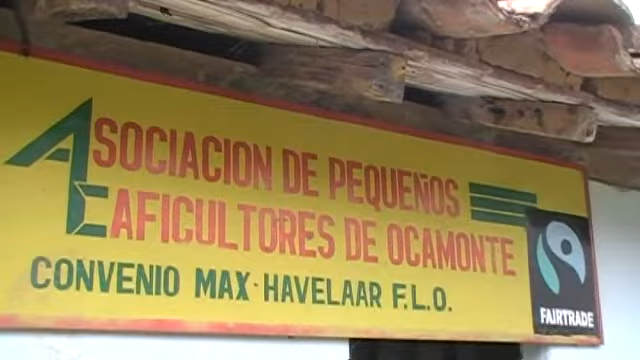 ASOCIACION DE PEQUEÑOS
CAFICULTORES DE OCAMONTE
CONVENIO MAX-HAVELAAR F.L.O.
FAIRTRADE